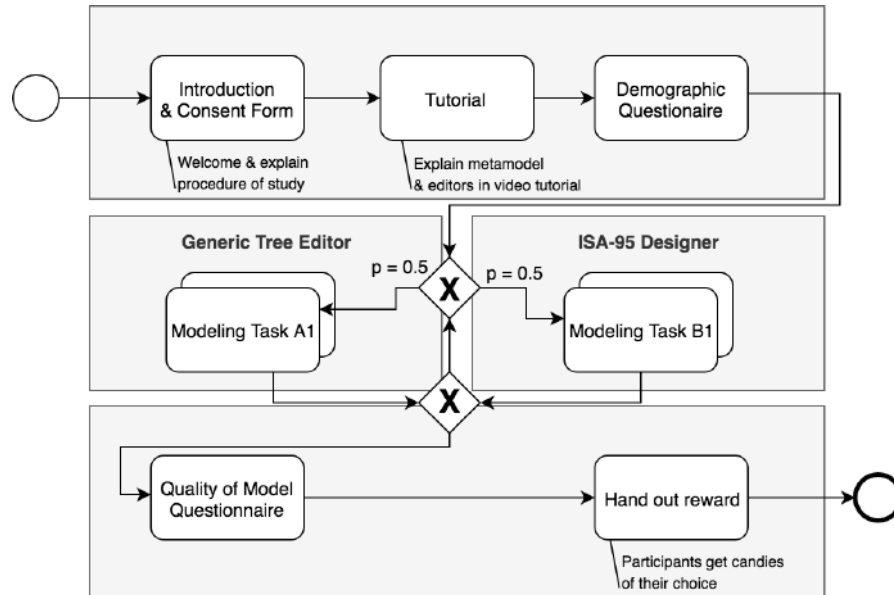 Introduction
& Consent Form
Tutorial
Demographic
Questionaire
Welcome & explain
procedure of study
Explain metamodel
& editors in video tutorial
Generic Tree Editor
ISA-95 Designer
p = 0.5
p = 0.5
X
Modeling Task A1
Modeling Task B1
X
Quality of Model
Questionnaire
Hand out reward
Participants get candies
of their choice